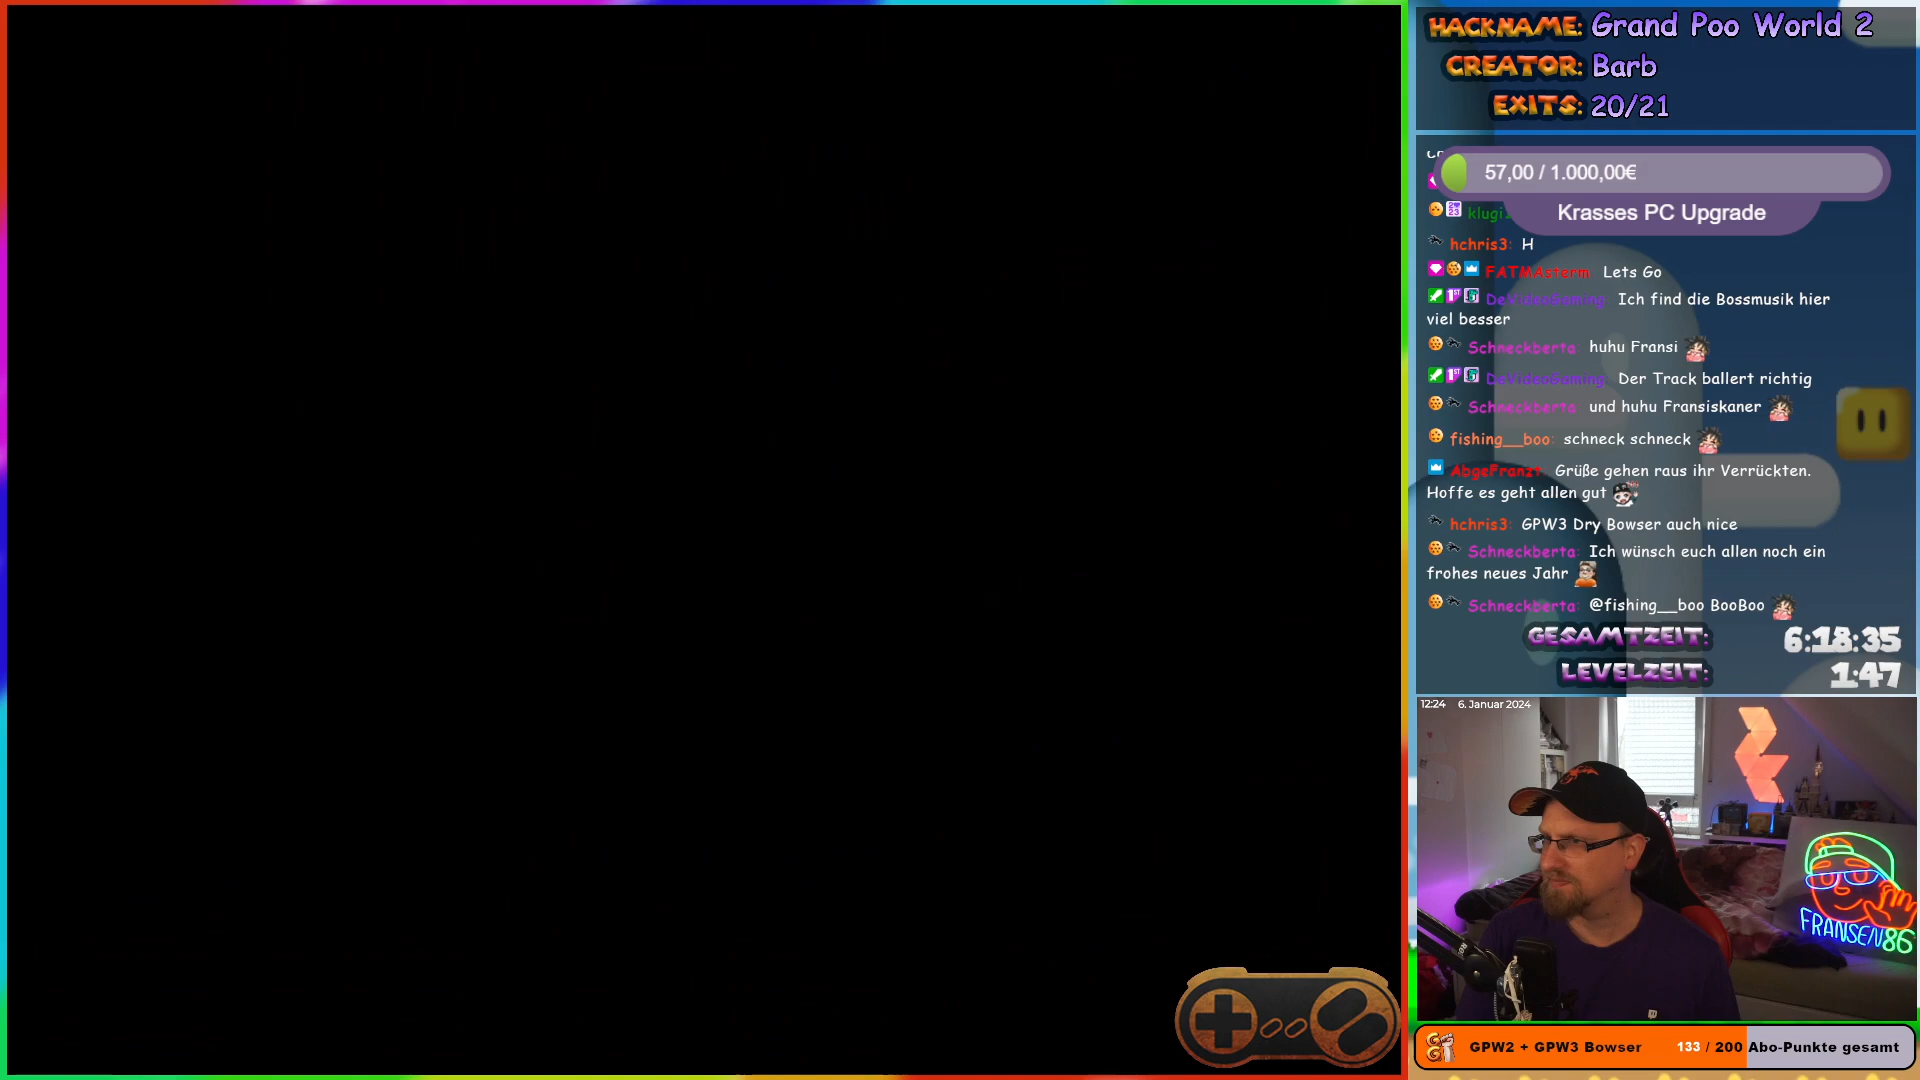 HACKNAME: Grand Poo World 2
CREATOR: Barb
EXITS: 20/21
57,00 / 1.000,00€
Krasses PC Upgrade
hchris3: H
FATMAsterm Lets Go
DeVideoGaming: Ich find die Bossmusik hier
viel besser
Schneckberta: huhu Fransi
DeVideoGaming: Der Track ballert richtig
Schneckberta: und huhu Fransiskaner
fishing__boo: schneck schneck
AbgeFranzt: Grüße gehen raus ihr Verrückten.
Hoffe es geht allen gut
hchris3: GPW3 Dry Bowser auch nice
Schneckberta: Ich wünsch euch allen noch ein
frohes neues Jahr
Schneckberta: @fishing__boo BooBoo
GESAMTZEIT: 6:18:35
LEVELZEIT: 1:47
12:24 6. Januar 2024
FRANSEN86
GPW2 + GPW3 Bowser 133 / 200 Abo-Punkte gesamt